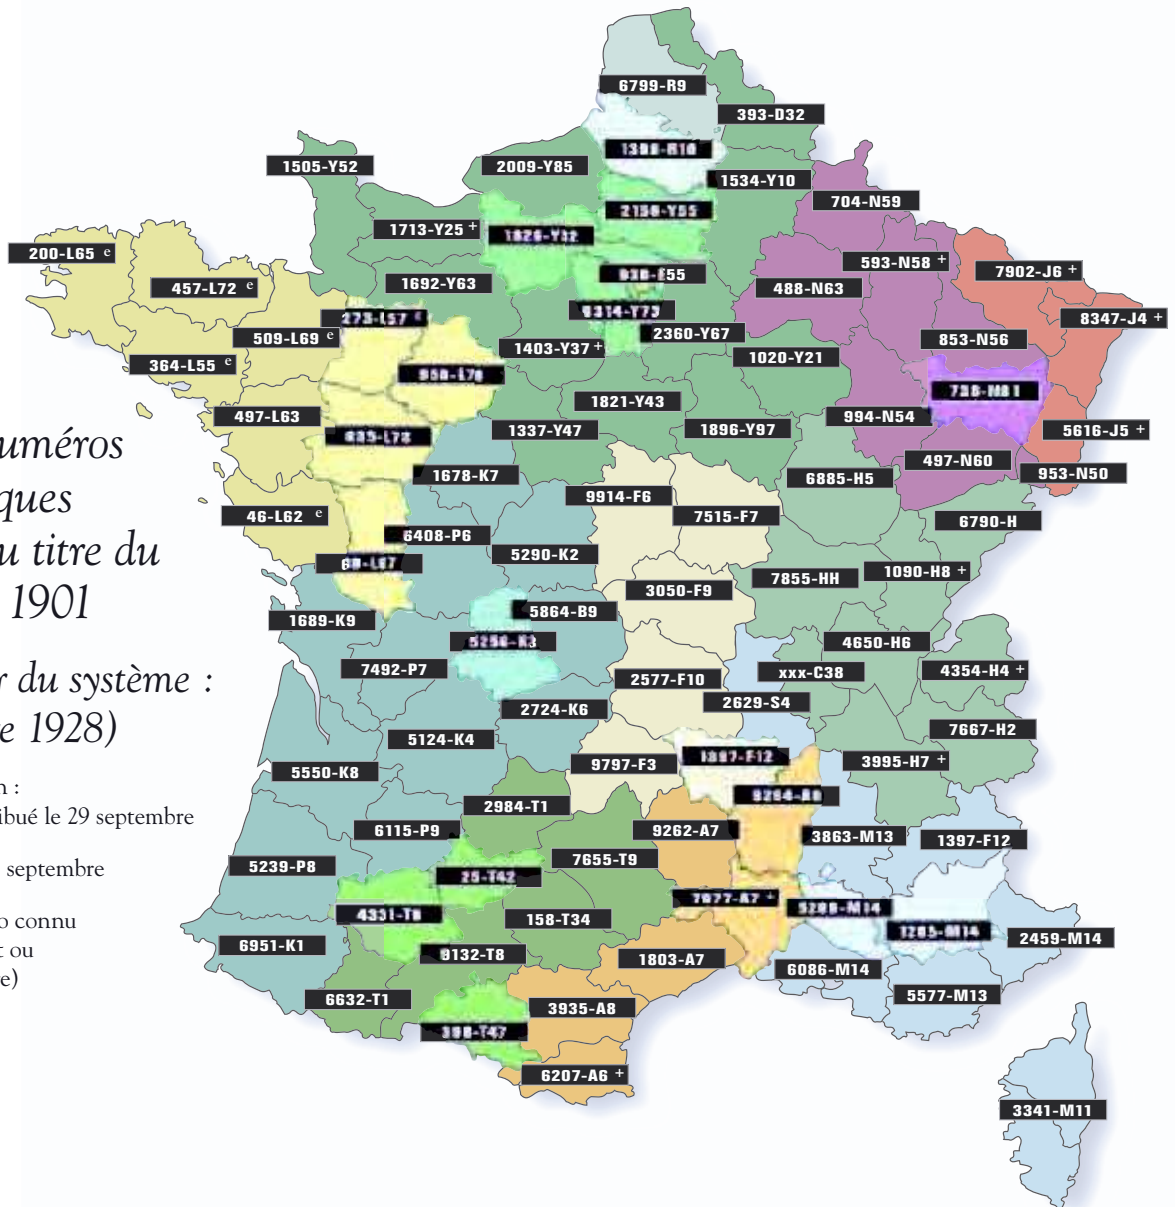 6799-R9
393-D32
1505-Y52
2009-Y85
1534-Y10
704-N59
2158-Y55
1713-Y25 +
200-L65 e
593-N58 +
7902-J6 +
457-L72 e
1692-Y63
488-N63
8347-J4 +
509-L69 e
2360-Y67
853-N56
1403-Y37 +
1020-Y21
364-L55 e
1821-Y43
497-L63
994-N54
uméros
1337-Y47
1896-Y97
5616-J5 +
497-N60
953-N50
1678-K7
6885-H5
ques
9914-F6
7515-F7
46-L62 e
6790-H
6408-P6
u titre du
5290-K2
1090-H8 +
7855-HH
3050-F9
1901
5864-B9
1689-K9
4650-H6
7492-P7
4354-H4 +
xxx-C38
r du système :
2577-F10
2629-S4
2724-K6
e 1928)
5124-K4
7667-H2
3995-H7 +
9797-F3
5550-K8
n :
2984-T1
ibué le 29 septembre
6115-P9
9262-A7
3863-M13
1397-F12
7655-T9
5239-P8
septembre
25-T42
4331-T8
158-T34
o connu
t ou
6951-K1
2459-M14
9132-T8
1803-A7
6086-M14
re)
6632-T1
5577-M13
3935-A8
6207-A6 +
3341-M11